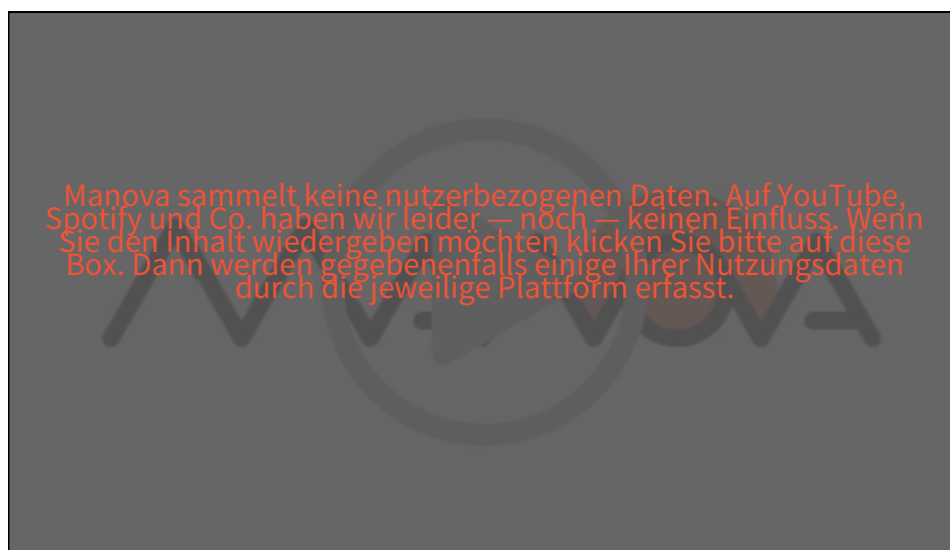 Manova sammelt keine nutzerbezogenen Daten. Auf YouTube,
Spotify und Co. haben wir leider — noch — keinen Einfluss. Wenn
Sie den Inhalt wiedergeben möchten klicken Sie bitte auf diese
Box. Dann werden gegebenenfalls einige Ihrer Nutzungsdaten
durch die jeweilige Plattform erfasst.
MANOVA